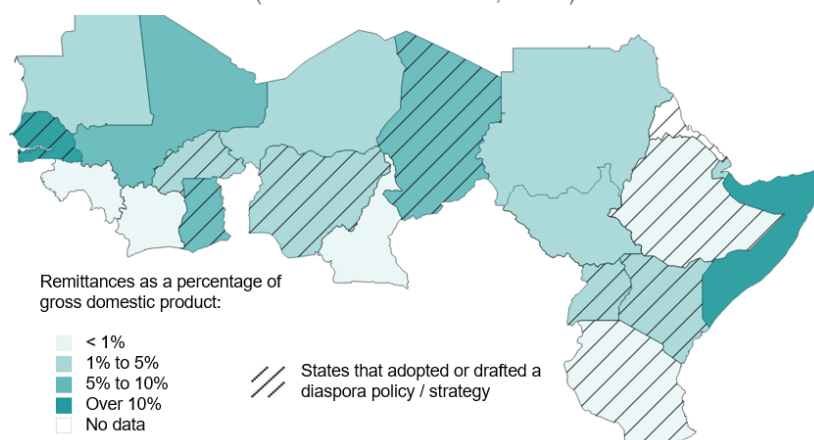 Remittances as a percentage of
gross domestic product:
< 1%
1% to 5%
5% to 10%
Over 10%
No data
States that adopted or drafted a
diaspora policy / strategy